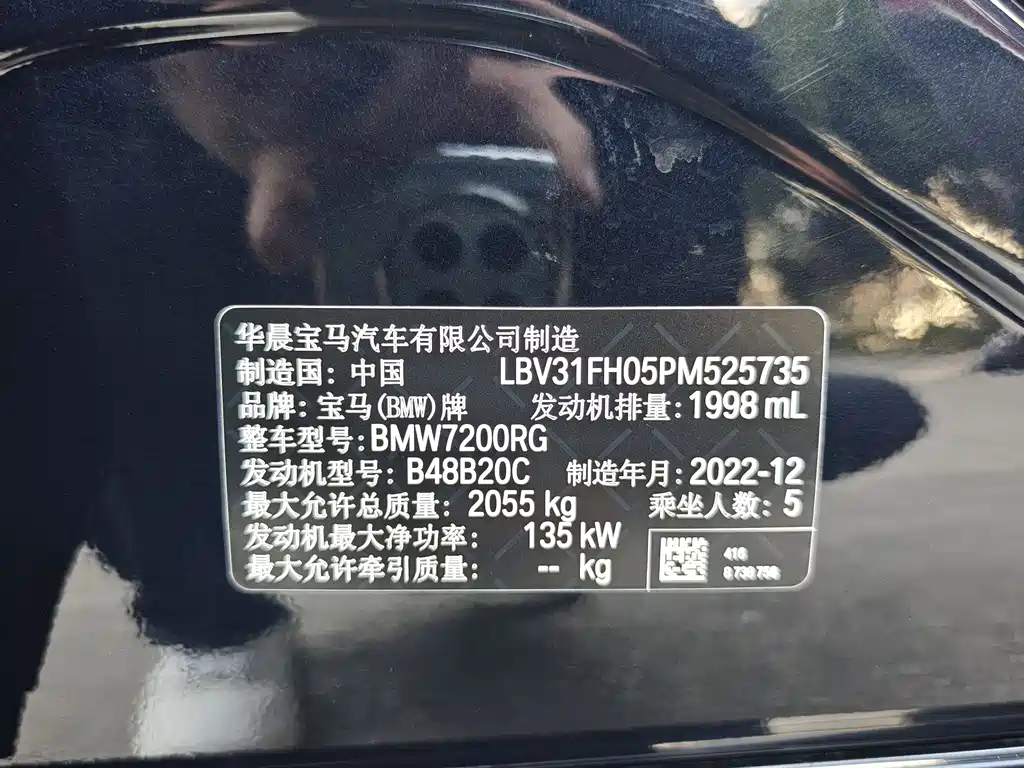 华晨宝马汽车有限公司制造
制造国: 中国 LBV31FH05PM525735
品牌: 宝马(BMW)牌 发动机排量: 1998 mL
整车型号: BMW7200RG
发动机型号: B48B20C 制造年月: 2022-12
最大允许总质量: 2055 kg 乘坐人数: 5
发动机最大净功率: 135 kW
最大允许牵引质量: -- kg
416
8 739 756